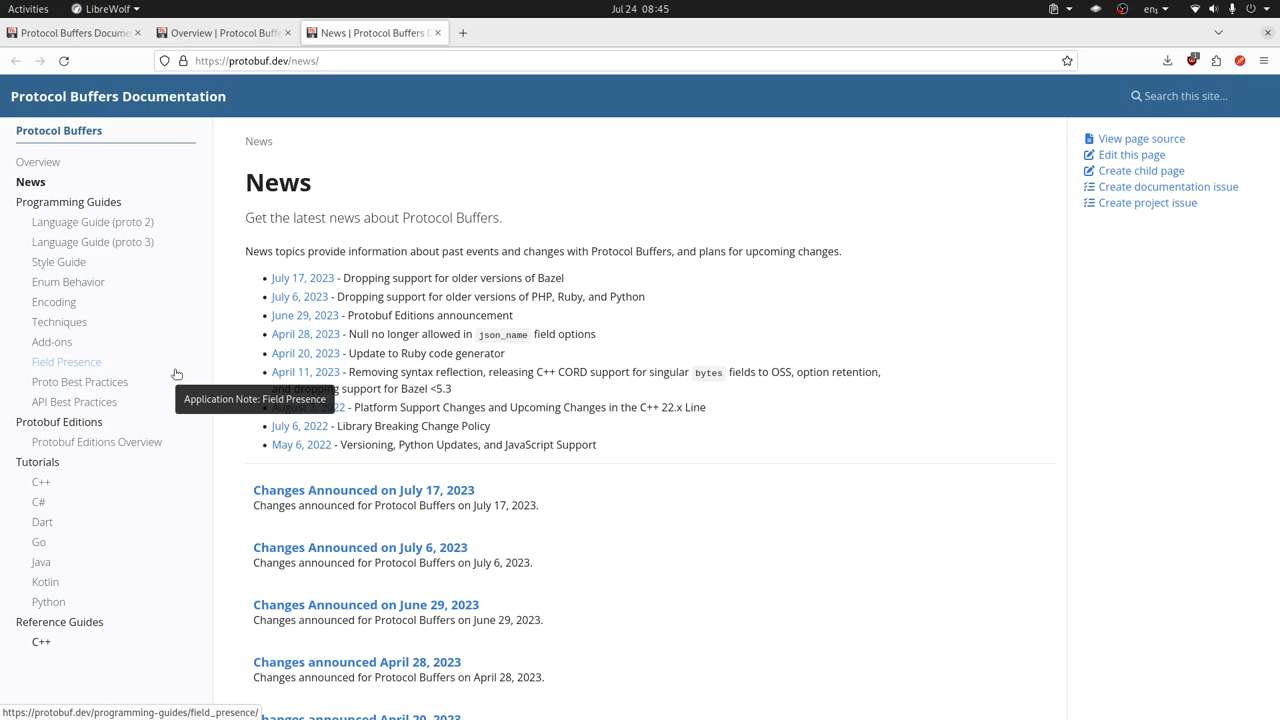 Activities
LibreWolf
Jul 24 08:45
en₁
Protocol Buffers Docume
Overview | Protocol Buffe
News | Protocol Buffers D
https://protobuf.dev/news/
Protocol Buffers Documentation
Search this site...
Protocol Buffers
Overview
News
Programming Guides
Language Guide (proto 2)
Language Guide (proto 3)
Style Guide
Enum Behavior
Encoding
Techniques
Add-ons
Field Presence
Proto Best Practices
API Best Practices
Protobuf Editions
Protobuf Editions Overview
Tutorials
C++
C#
Dart
Go
Java
Kotlin
Python
Reference Guides
C++
Application Note: Field Presence
News
News
Get the latest news about Protocol Buffers.
News topics provide information about past events and changes with Protocol Buffers, and plans for upcoming changes.
• July 17, 2023 - Dropping support for older versions of Bazel
• July 6, 2023 - Dropping support for older versions of PHP, Ruby, and Python
• June 29, 2023 - Protobuf Editions announcement
• April 28, 2023 - Null no longer allowed in json_name field options
• April 20, 2023 - Update to Ruby code generator
• April 11, 2023 - Removing syntax reflection, releasing C++ CORD support for singular bytes fields to OSS, option retention,
and dropping support for Bazel <5.3
22 - Platform Support Changes and Upcoming Changes in the C++ 22.x Line
• July 6, 2022 - Library Breaking Change Policy
• May 6, 2022 - Versioning, Python Updates, and JavaScript Support
Changes Announced on July 17, 2023
Changes announced for Protocol Buffers on July 17, 2023.
Changes Announced on July 6, 2023
Changes announced for Protocol Buffers on July 6, 2023.
Changes Announced on June 29, 2023
Changes announced for Protocol Buffers on June 29, 2023.
Changes announced April 28, 2023
Changes announced for Protocol Buffers on April 28, 2023.
hanges announced April 20, 2023
View page source
Edit this page
Create child page
Create documentation issue
Create project issue
https://protobuf.dev/programming-guides/field_presence/